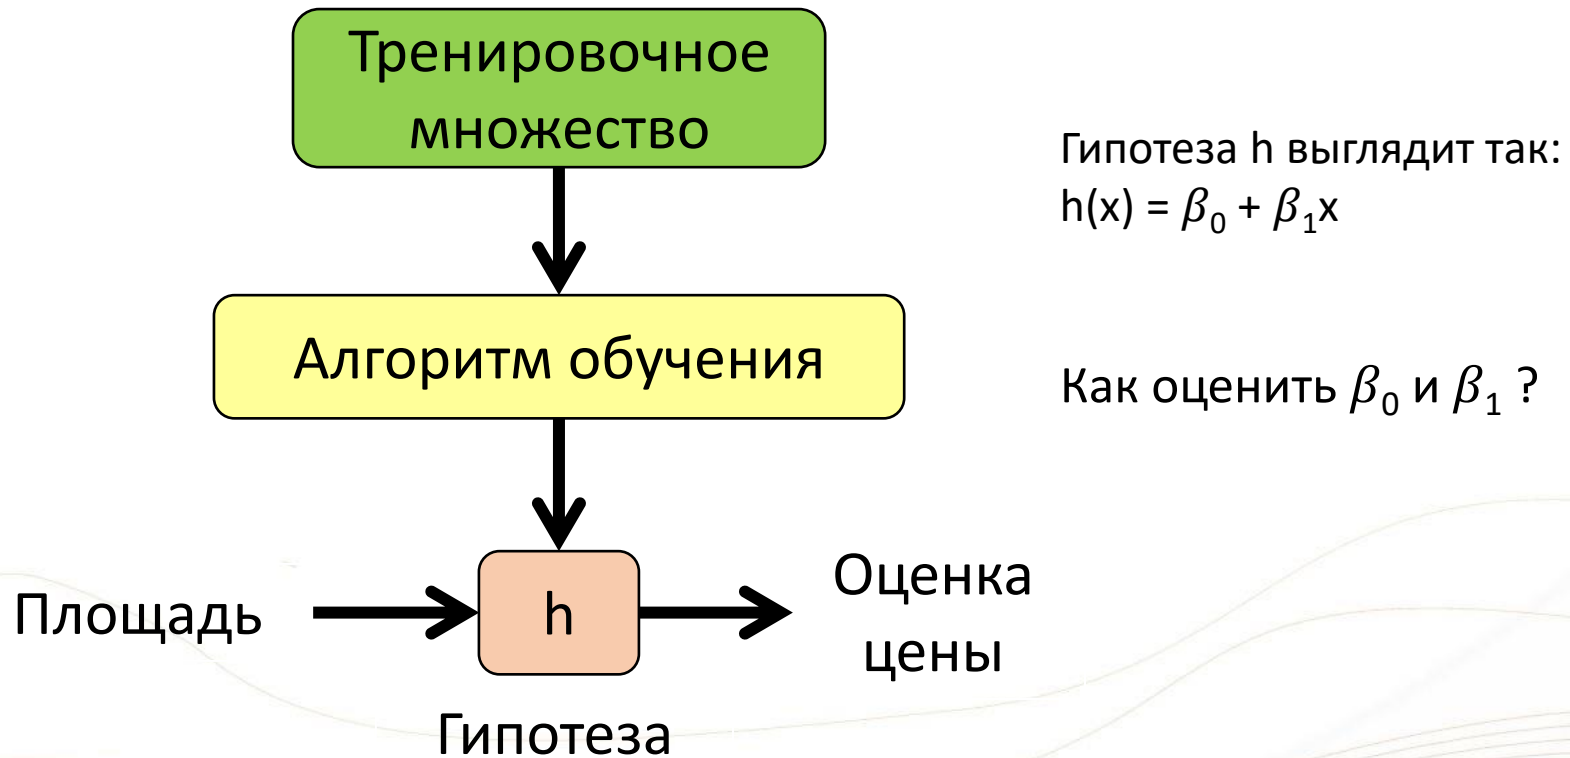 Тренировочное
множество
Алгоритм обучения
Площадь
h
Оценка
цены
Гипотеза
Гипотеза h выглядит так:
h(x) = β₀ + β₁x
Как оценить β₀ и β₁ ?